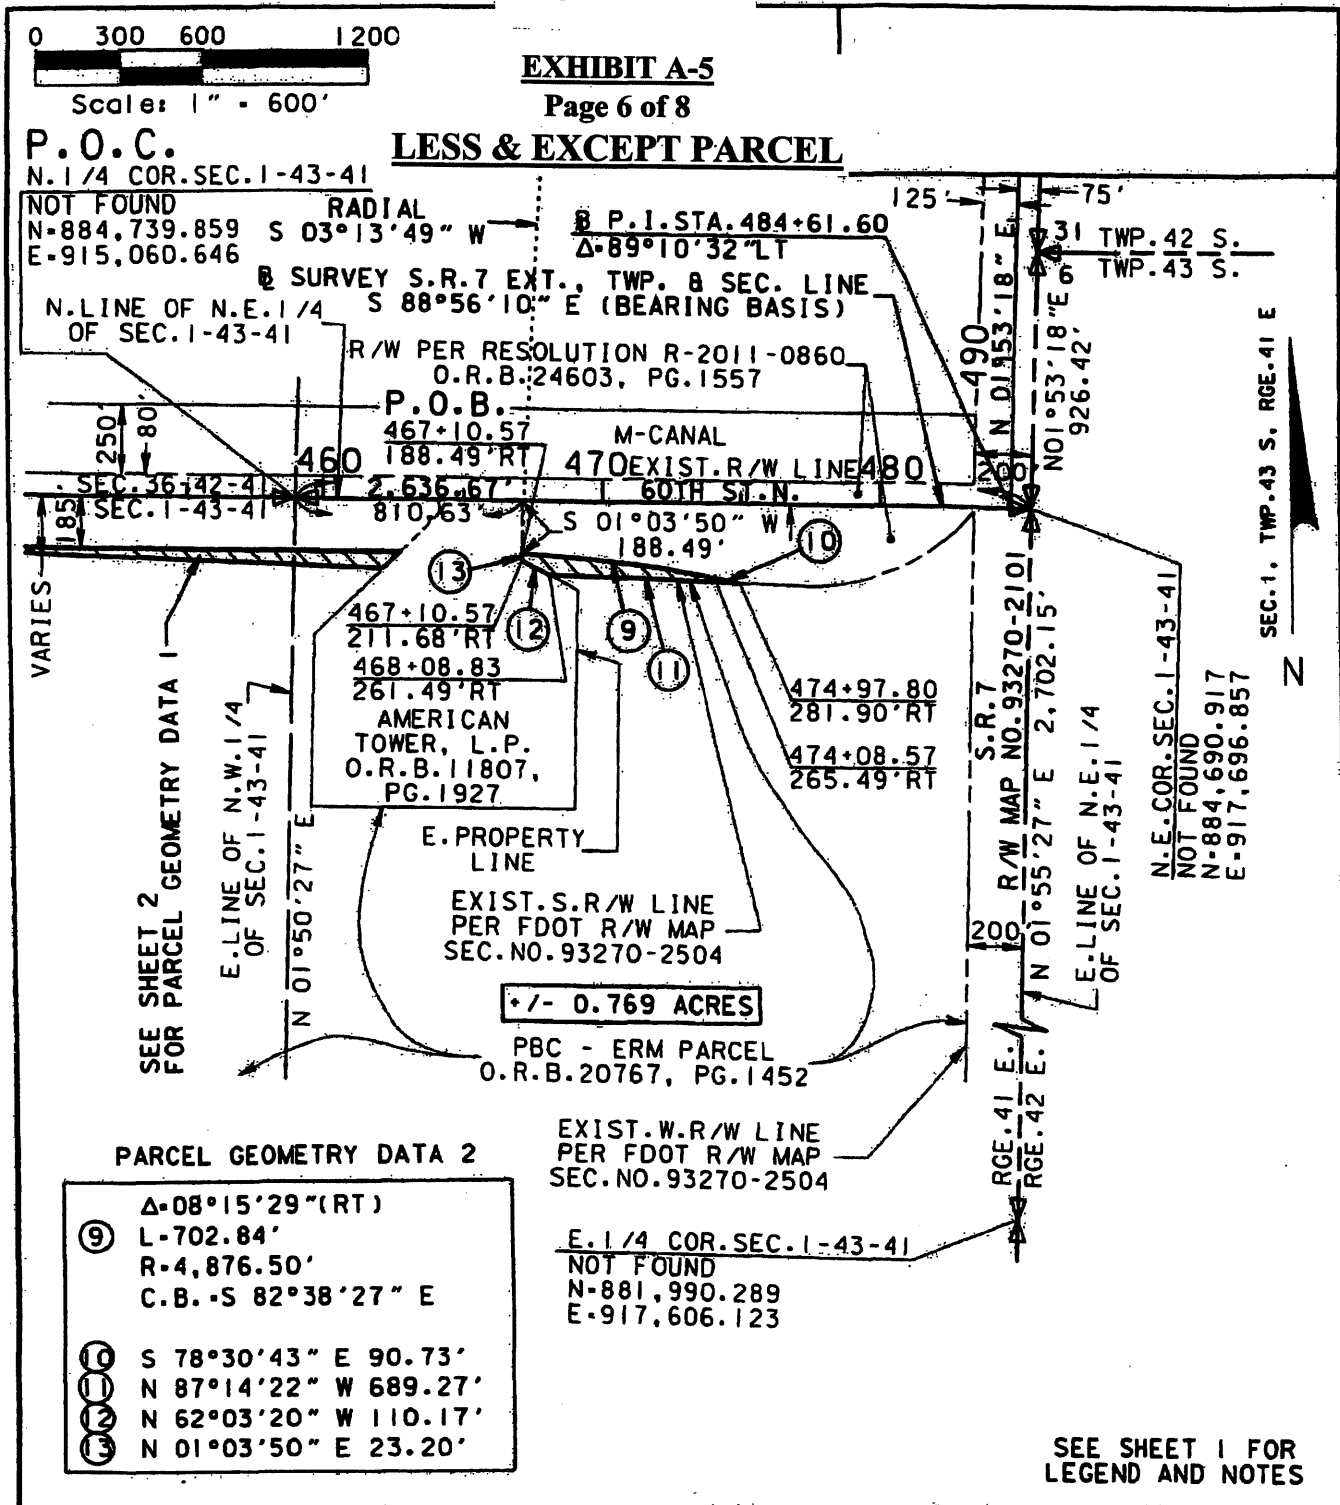 0 300 600 1200
Scale: 1" = 600'
EXHIBIT A-5
Page 6 of 8
LESS & EXCEPT PARCEL
P.O.C.
N.1/4 COR.SEC.1-43-41
NOT FOUND
N=884,739.859
E=915,060.646
RADIAL
S 03°13'49" W
B P.I.STA.484+61.60
Δ=89°10'32"LT
125'
75'
31 TWP.42 S.
6 TWP.43 S.
B SURVEY S.R.7 EXT., TWP. & SEC. LINE
S 88°56'10" E (BEARING BASIS)
N.LINE OF N.E.1/4
OF SEC.1-43-41
R/W PER RESOLUTION R-2011-0860
O.R.B.24603, PG.1557
490
N 01°53'18" E
N01°53'18"E
926.42'
SEC.1, TWP.43 S, RGE.41 E
N
P.O.B.
467+10.57
188.49'RT
M-CANAL
250'
80'
460
470
EXIST.R/W LINE
480
200'
SEC.36-42-41
SEC.1-43-41
2,636.67'
810.63'
60TH ST.N.
S 01°03'50" W
188.49'
185'
VARIES
10
13
12
9
11
467+10.57
211.68'RT
468+08.83
261.49'RT
474+97.80
281.90'RT
474+08.57
265.49'RT
AMERICAN
TOWER, L.P.
O.R.B.11807,
PG.1927
E.PROPERTY
LINE
SEE SHEET 2
FOR PARCEL GEOMETRY DATA 1
E.LINE OF N.W.1/4
OF SEC.1-43-41
N 01°50'27" E
EXIST.S.R/W LINE
PER FDOT R/W MAP
SEC.NO.93270-2504
S.R.7
R/W MAP NO.93270-2101
N 01°55'27" E 2,702.15'
E.LINE OF N.E.1/4
OF SEC.1-43-41
N.E.COR.SEC.1-43-41
NOT FOUND
N=884,690.917
E=917,696.857
200'
+/- 0.769 ACRES
PBC - ERM PARCEL
O.R.B.20767, PG.1452
RGE.41 E.
RGE.42 E.
EXIST.W.R/W LINE
PER FDOT R/W MAP
SEC.NO.93270-2504
E.1/4 COR.SEC.1-43-41
NOT FOUND
N=881,990.289
E=917,606.123
PARCEL GEOMETRY DATA 2
Δ=08°15'29"(RT)
9 L=702.84'
R=4,876.50'
C.B.=S 82°38'27" E
10 S 78°30'43" E 90.73'
11 N 87°14'22" W 689.27'
12 N 62°03'20" W 110.17'
13 N 01°03'50" E 23.20'
SEE SHEET 1 FOR
LEGEND AND NOTES